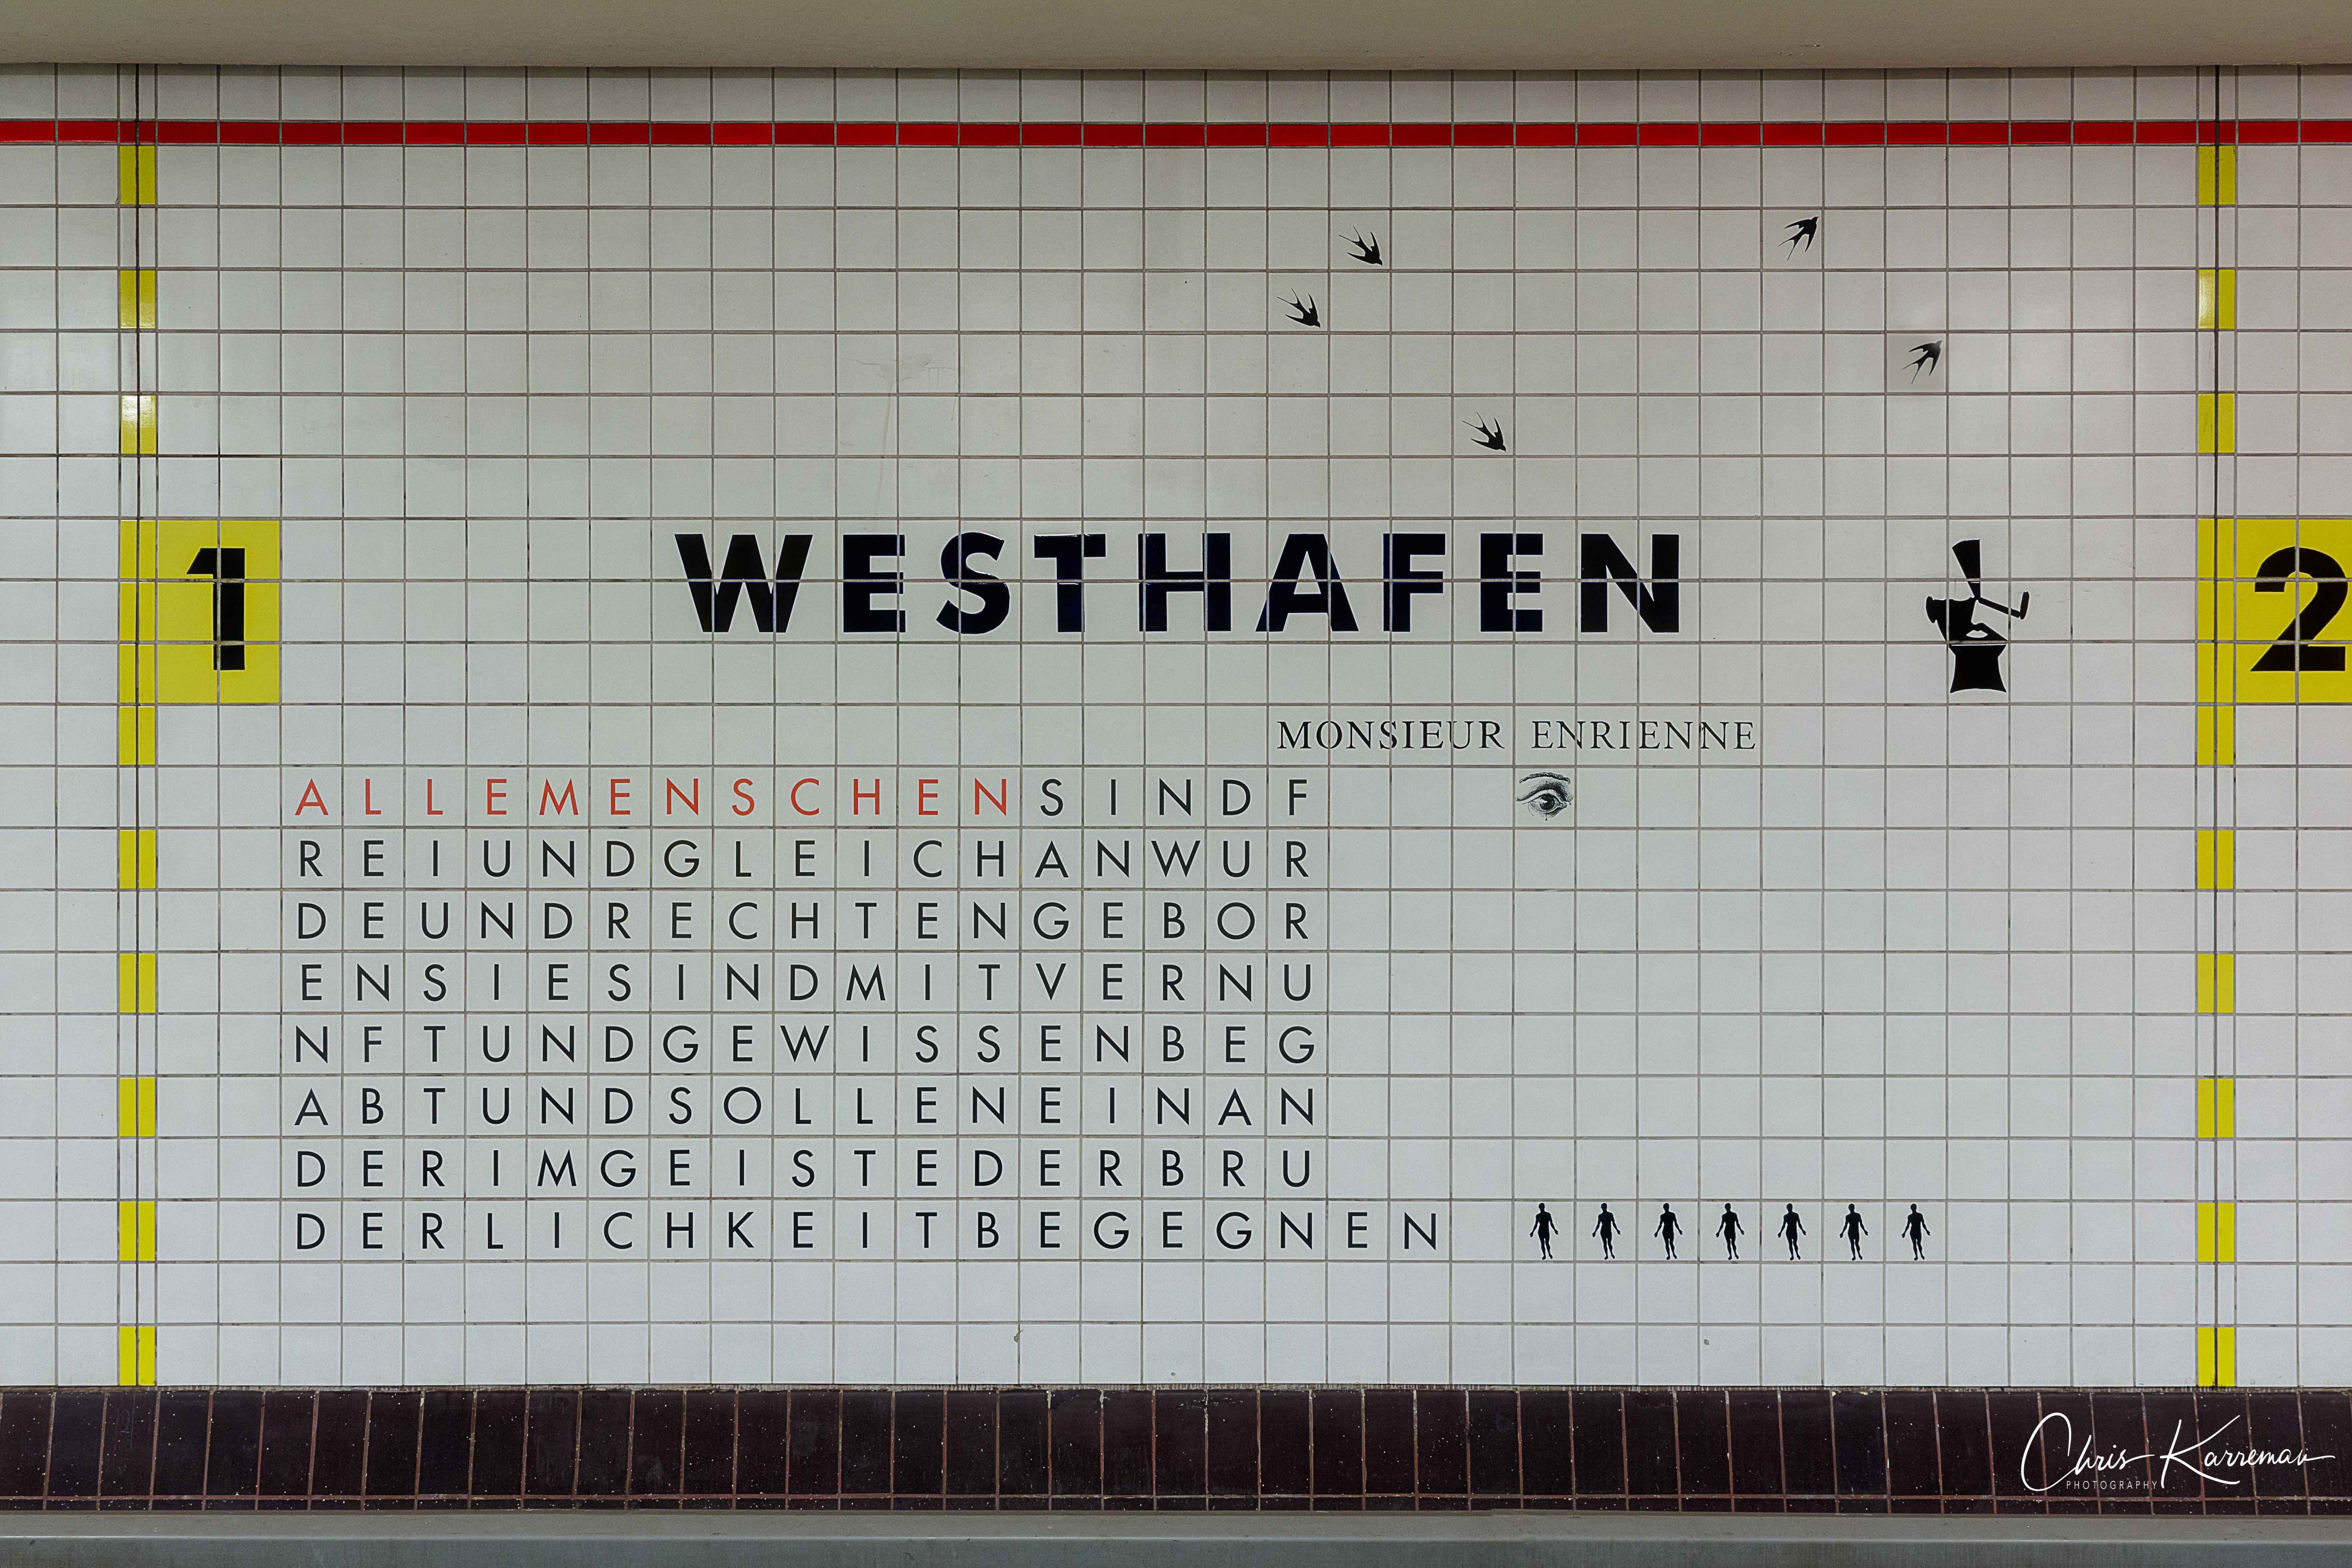 WESTHAFEN
1
2
MONSIEUR ENRIENNE
ALLEMENSCHENSINDF
REIUNDGLEICHANWUR
DEUNDRECHTENGEBOR
ENSIESINDMITVERNU
NFTUNDGEWISSENBEG
ABTUNDSOLLENEINAN
DERIMGEISTEDERBRU
DERLICHKEITBEGEGNEN
Chris Karreman
PHOTOGRAPHY